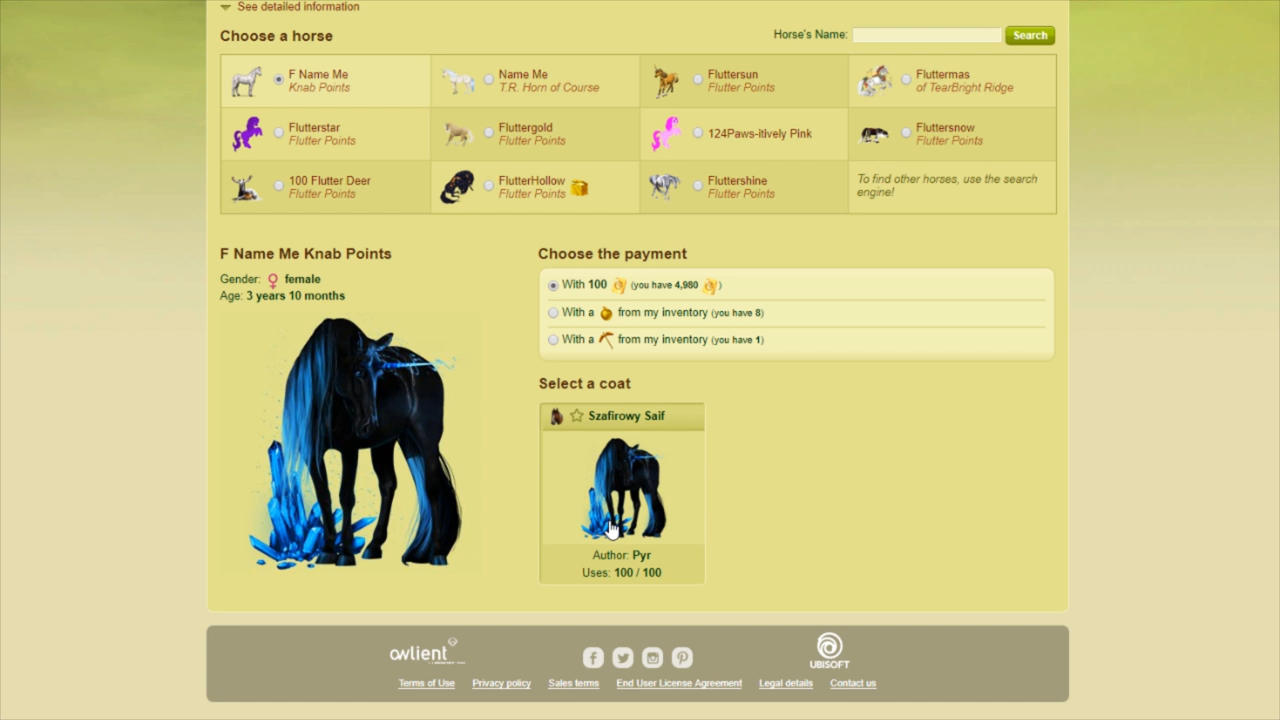 See detailed information
Choose a horse
Horse's Name:
Search
F Name Me
Knab Points
Name Me
T.R. Horn of Course
Fluttersun
Flutter Points
Fluttermas
of TearBright Ridge
Flutterstar
Flutter Points
Fluttergold
Flutter Points
124Paws-itively Pink
Fluttersnow
Flutter Points
100 Flutter Deer
Flutter Points
FlutterHollow
Flutter Points
Fluttershine
Flutter Points
To find other horses, use the search
engine!
F Name Me Knab Points
Gender: ♀ female
Age: 3 years 10 months
Choose the payment
With 100 (you have 4,980 )
With a from my inventory (you have 8)
With a from my inventory (you have 1)
Select a coat
Szafirowy Saif
Author: Pyr
Uses: 100 / 100
owlient
UBISOFT
Terms of Use
Privacy policy
Sales terms
End User License Agreement
Legal details
Contact us